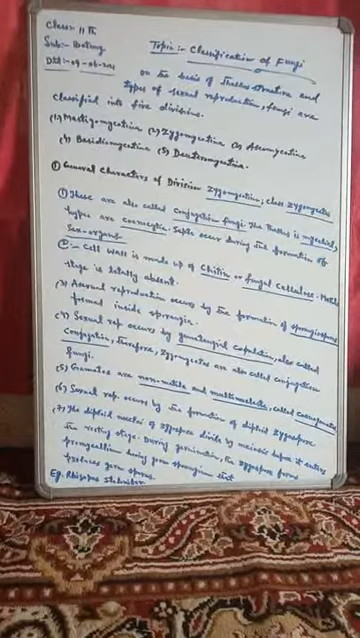 Class:- 11th
Sub:- Botany
Topic:- Classification of Fungi
on the basis of Thallus structure and
types of sexual reproduction, fungi are
classified into five divisions.
(1) Mastigomycotina (2) Zygomycotina (3) Ascomycotina
4) Basidiomycotina (5) Deuteromycotina.
① General Characters of Division Zygomycotina, class Zygomycetes
① These are also called conjugation fungi. The Thallus is mycelial,
hypae are coenocytic. Septa occur during the formation of
Sex-organs.
②:- Cell wall is made up of Chitin or fungal cellulose. Motile
stage is totally absent.
(3) Asexual reproduction occurs by the formation of sporangiospores
formed inside sporangia.
(4) Sexual rep. occurs by gametangial copulation, also called
Conjugation, therefore, Zygomycetes are also called conjugation
fungi.
(5) Gametes are non-motile and multinucleate, called coenogametes
(6) Sexual rep. occurs by the formation of diploid zygospore
(7) The diploid nuclei of zygospore divide by meiosis before it enters
the resting stage. During germination, the zygospore forms
promycelium having germ sporangium that
produces germ spores.
Eg. Rhizopus stolonifer